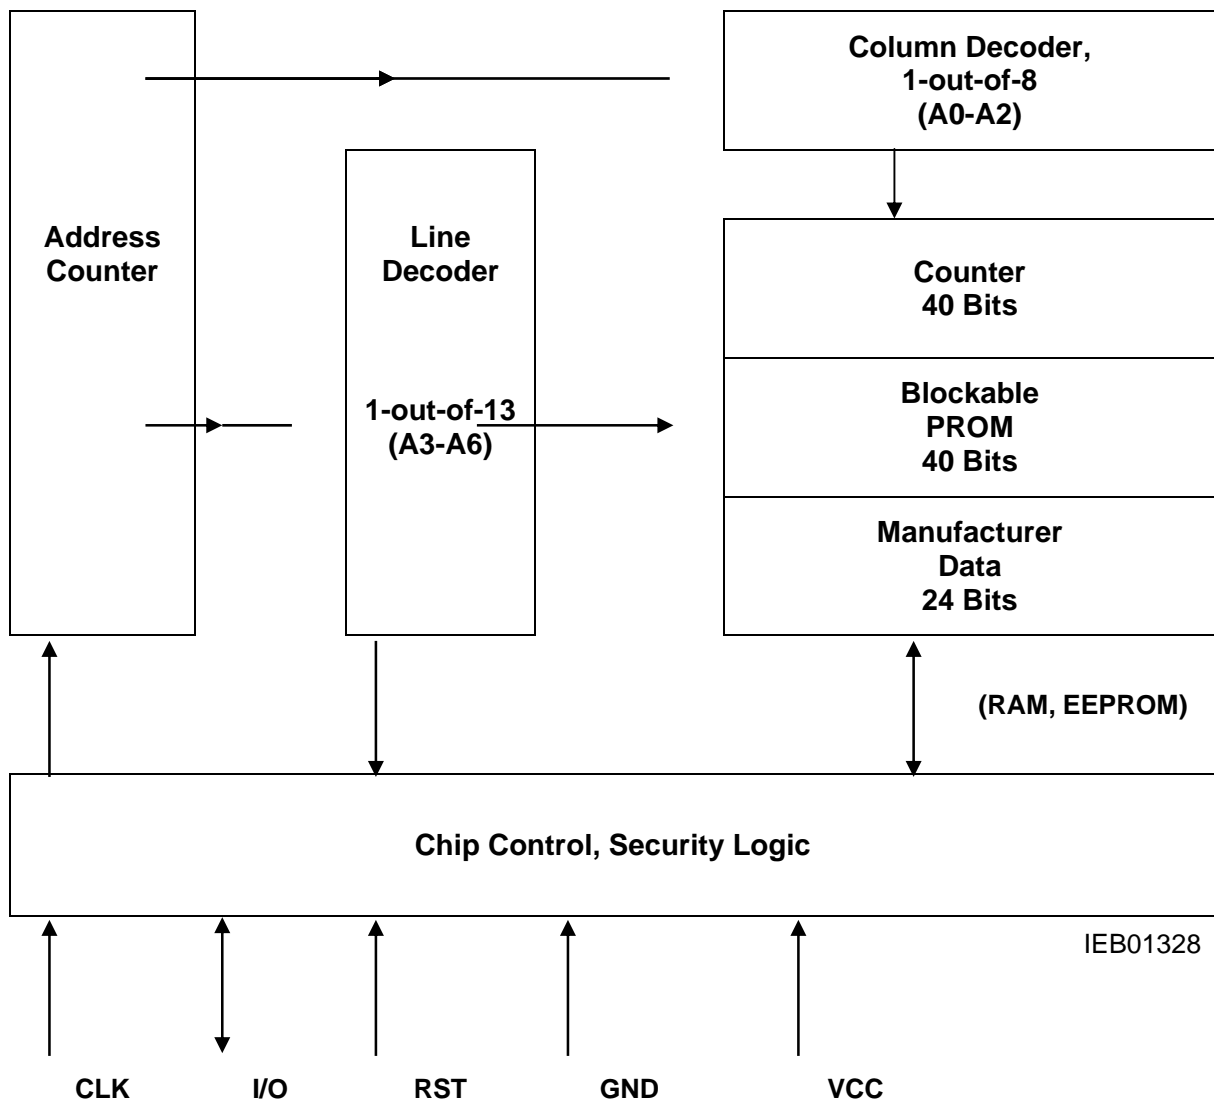 Column Decoder,
1-out-of-8
(A0-A2)
Address
Counter
Line
Decoder
1-out-of-13
(A3-A6)
Counter
40 Bits
Blockable
PROM
40 Bits
Manufacturer
Data
24 Bits
(RAM, EEPROM)
Chip Control, Security Logic
IEB01328
CLK I/O RST GND VCC